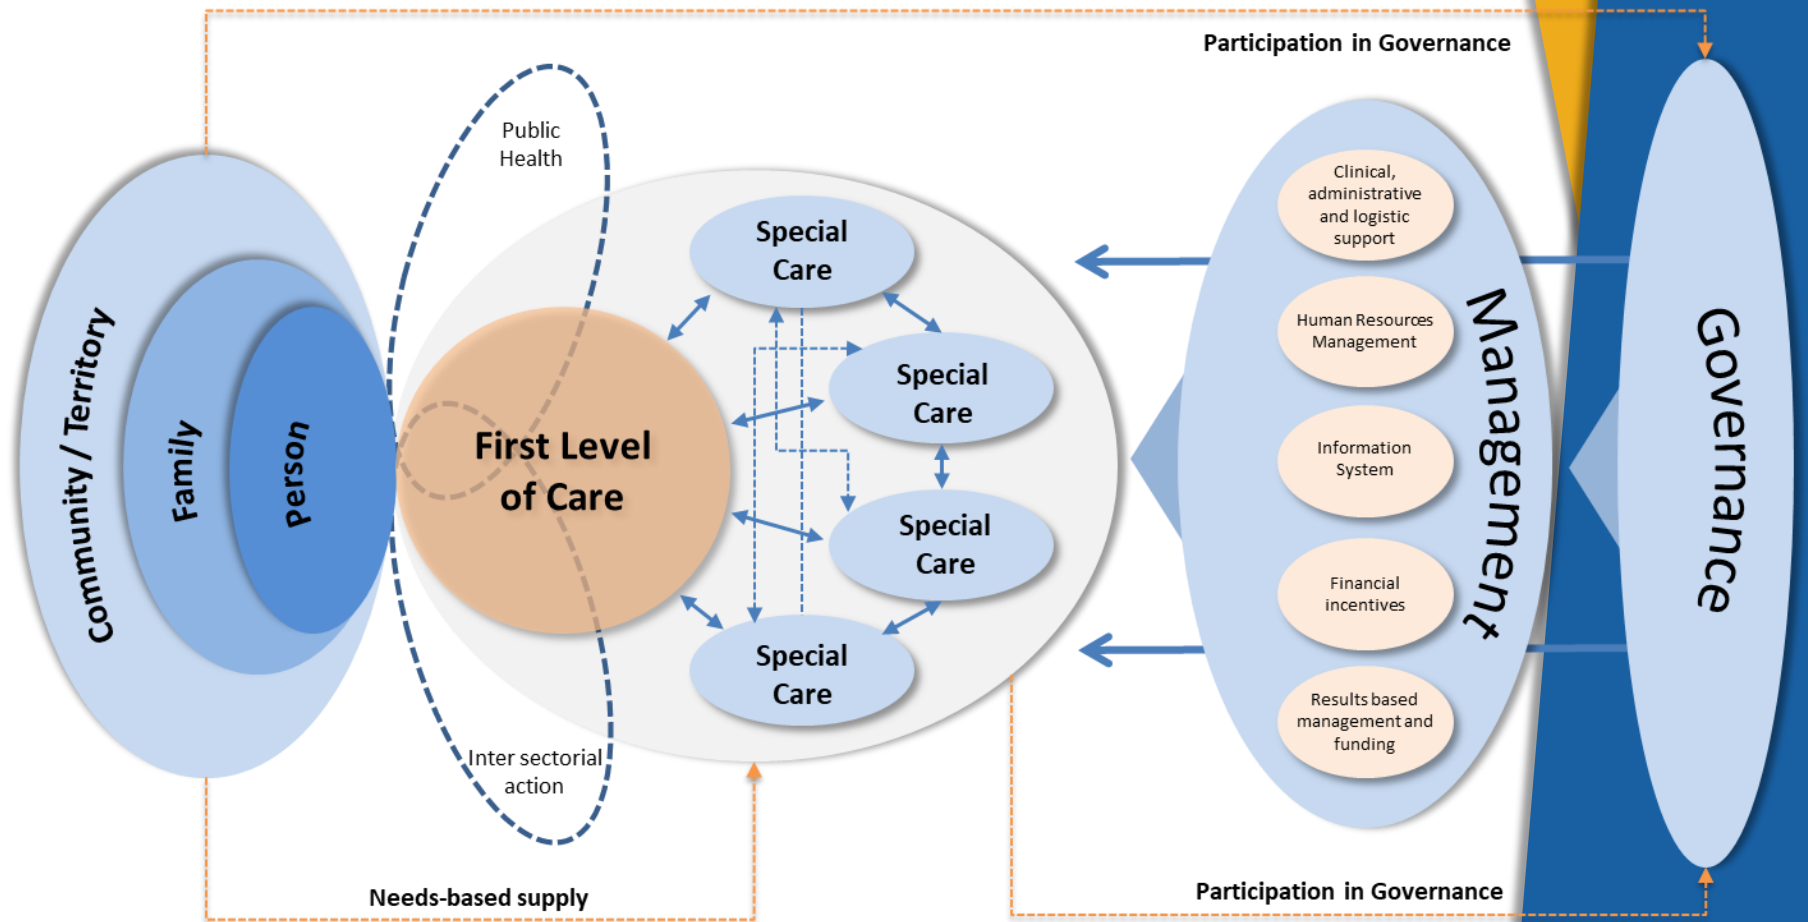 Participation in Governance
Public
Health
Community / Territory
Family
Person
First Level
of Care
Special
Care
Special
Care
Special
Care
Special
Care
Inter sectorial
action
Clinical,
administrative
and logistic
support
Human Resources
Management
Information
System
Financial
incentives
Results based
management and
funding
Management
Governance
Needs-based supply
Participation in Governance